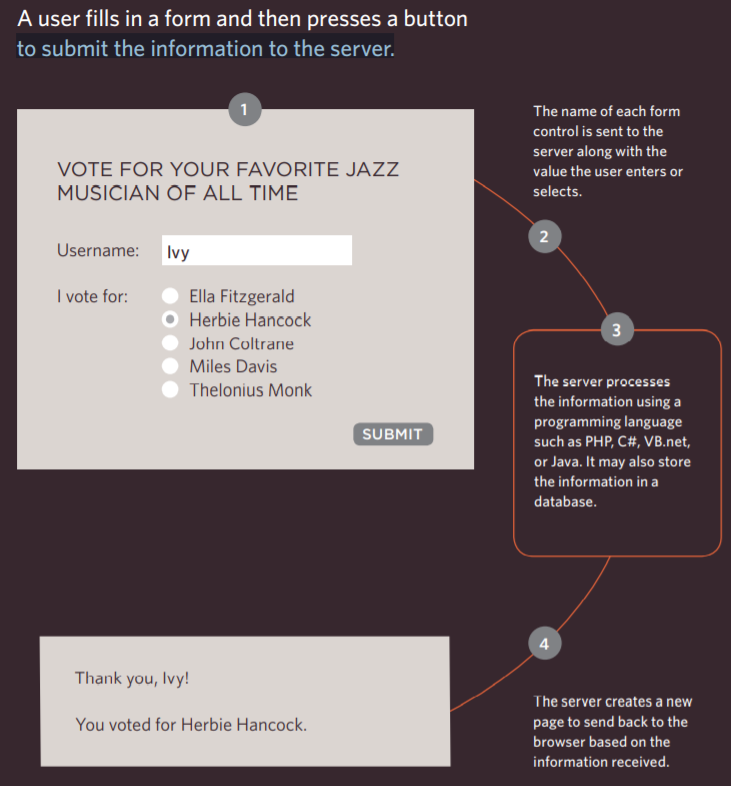 A user fills in a form and then presses a button
to submit the information to the server.
1
VOTE FOR YOUR FAVORITE JAZZ
MUSICIAN OF ALL TIME
Username:
Ivy
I vote for:
Ella Fitzgerald
Herbie Hancock
John Coltrane
Miles Davis
Thelonius Monk
SUBMIT
The name of each form
control is sent to the
server along with the
value the user enters or
selects.
2
3
The server processes
the information using a
programming language
such as PHP, C#, VB.net,
or Java. It may also store
the information in a
database.
4
The server creates a new
page to send back to the
browser based on the
information received.
Thank you, Ivy!
You voted for Herbie Hancock.